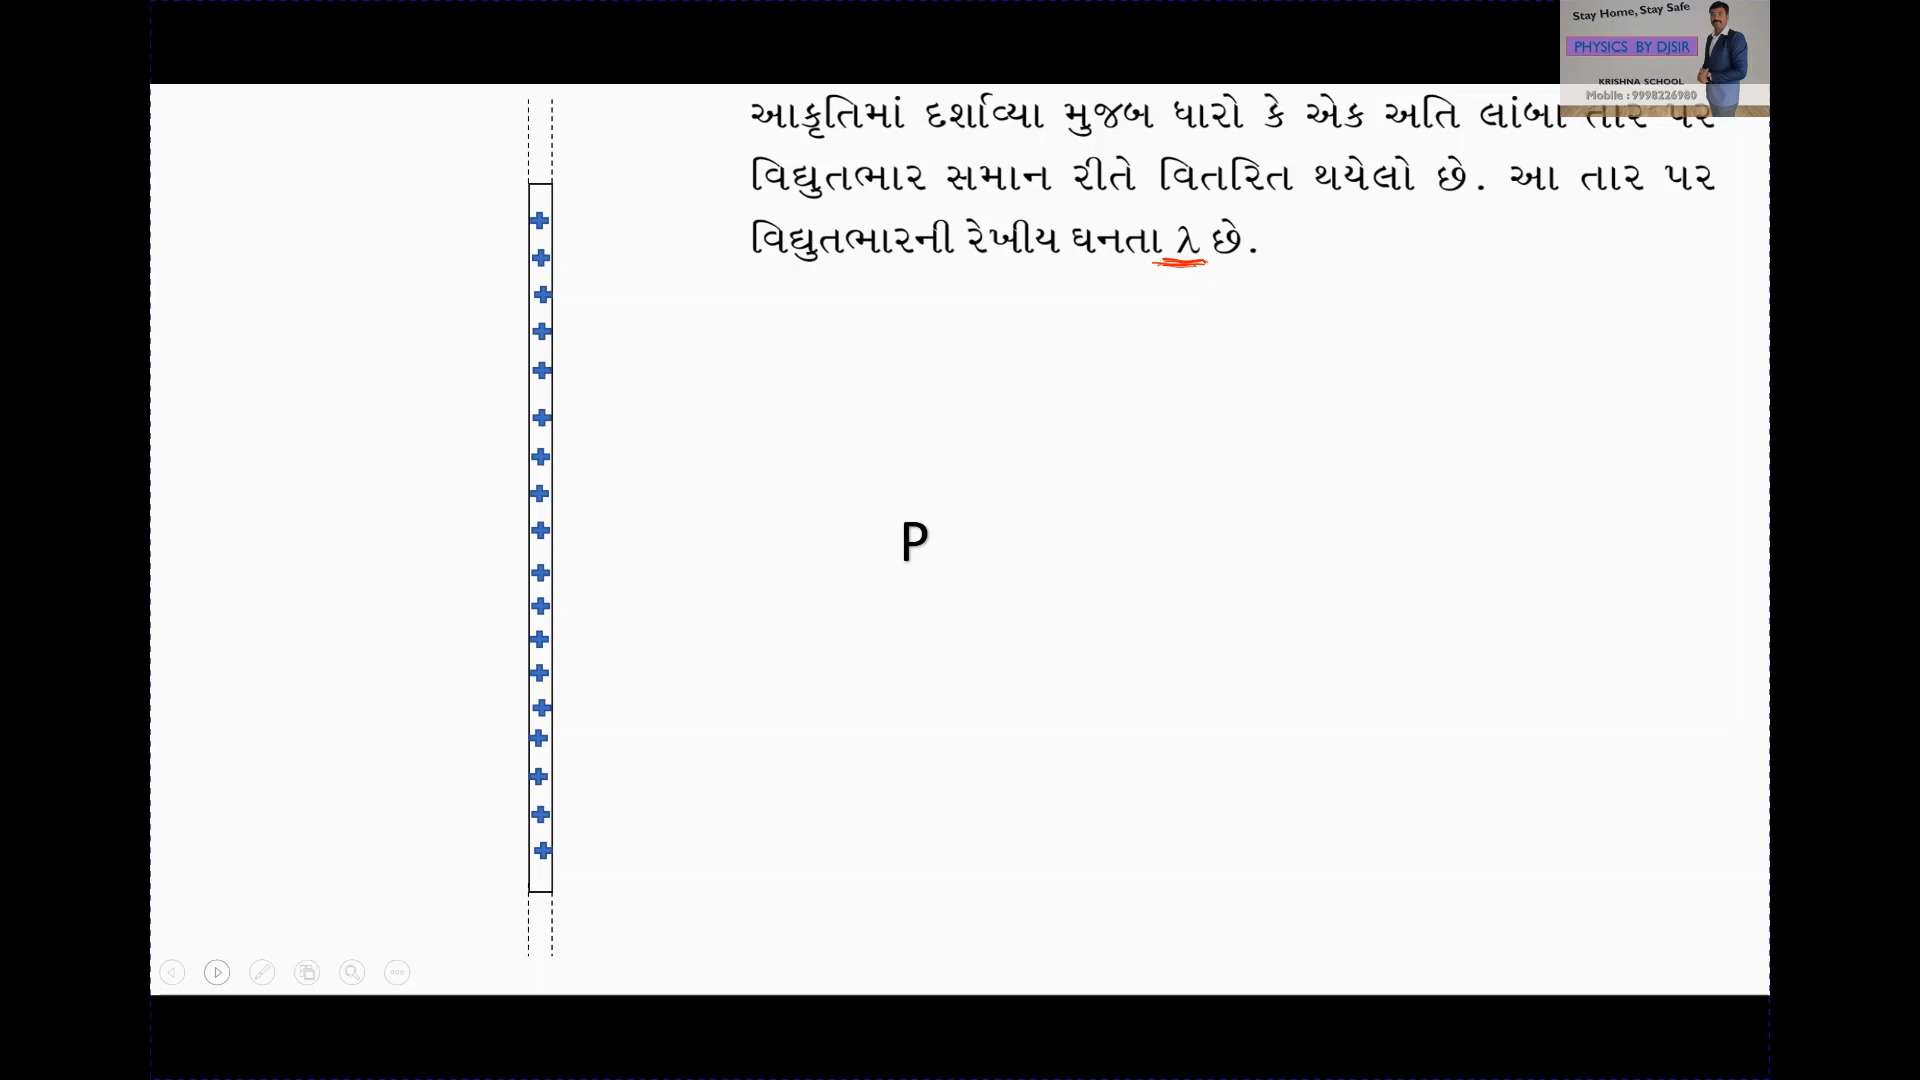 Stay Home, Stay Safe
PHYSICS BY DJSIR
KRISHNA SCHOOL
Mobile : 9998226980
આકૃતિમાં દર્શાવ્યા મુજબ ધારો કે એક અતિ લાંબા તાર પર
વિદ્યુતભાર સમાન રીતે વિતરિત થયેલો છે. આ તાર પર
વિદ્યુતભારની રેખીય ઘનતા λ છે.
P